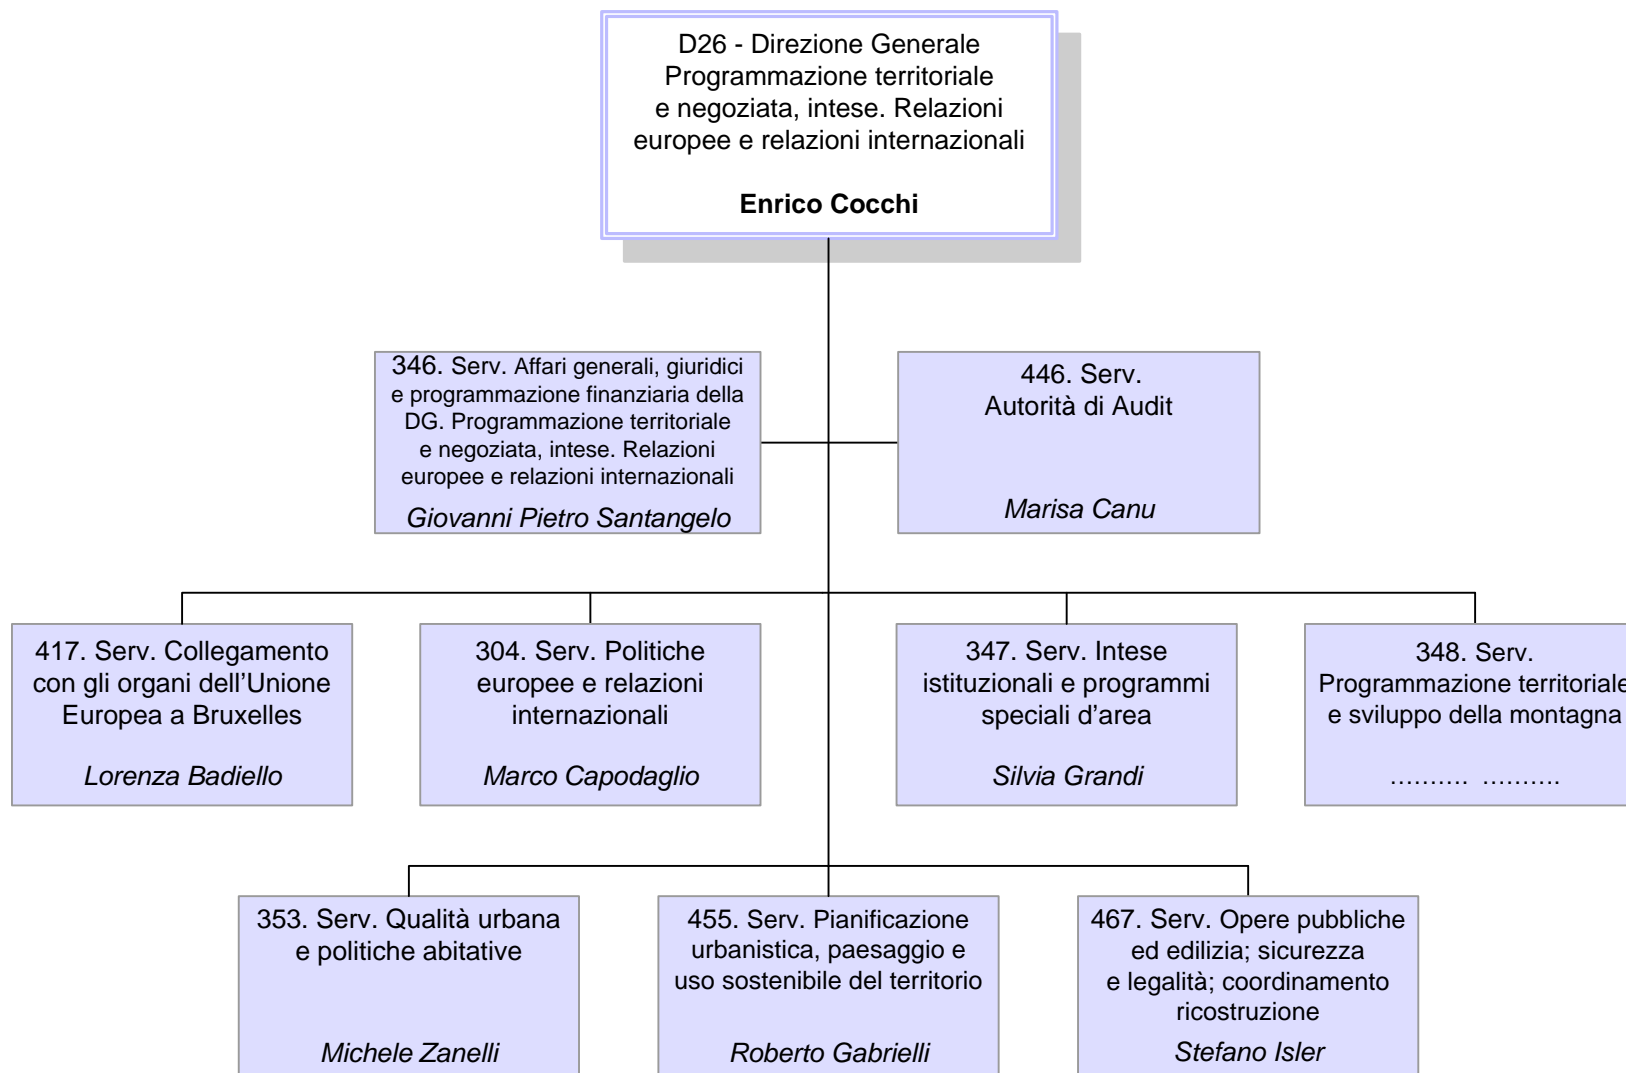 D26 - Direzione Generale
Programmazione territoriale
e negoziata, intese. Relazioni
europee e relazioni internazionali
Enrico Cocchi
346. Serv. Affari generali, giuridici
e programmazione finanziaria della
DG. Programmazione territoriale
e negoziata, intese. Relazioni
europee e relazioni internazionali
Giovanni Pietro Santangelo
446. Serv.
Autorità di Audit
Marisa Canu
417. Serv. Collegamento
con gli organi dell’Unione
Europea a Bruxelles
Lorenza Badiello
304. Serv. Politiche
europee e relazioni
internazionali
Marco Capodaglio
347. Serv. Intese
istituzionali e programmi
speciali d’area
Silvia Grandi
348. Serv.
Programmazione territoriale
e sviluppo della montagna
………. ……….
353. Serv. Qualità urbana
e politiche abitative
Michele Zanelli
455. Serv. Pianificazione
urbanistica, paesaggio e
uso sostenibile del territorio
Roberto Gabrielli
467. Serv. Opere pubbliche
ed edilizia; sicurezza
e legalità; coordinamento
ricostruzione
Stefano Isler